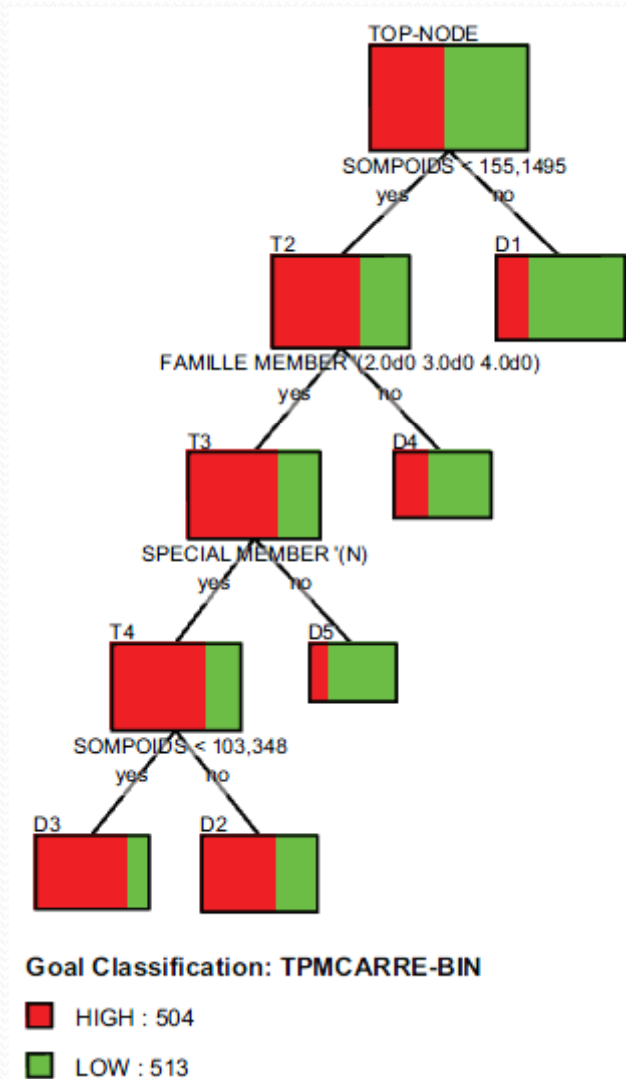 TOP-NODE
SOMPOIDS < 155,1495
yes no
T2 D1
FAMILLE MEMBER '(2.0d0 3.0d0 4.0d0)
yes no
T3 D4
SPECIAL MEMBER '(N)
yes no
T4 D5
SOMPOIDS < 103,348
yes no
D3 D2
Goal Classification: TPMCARRE-BIN
HIGH : 504
LOW : 513